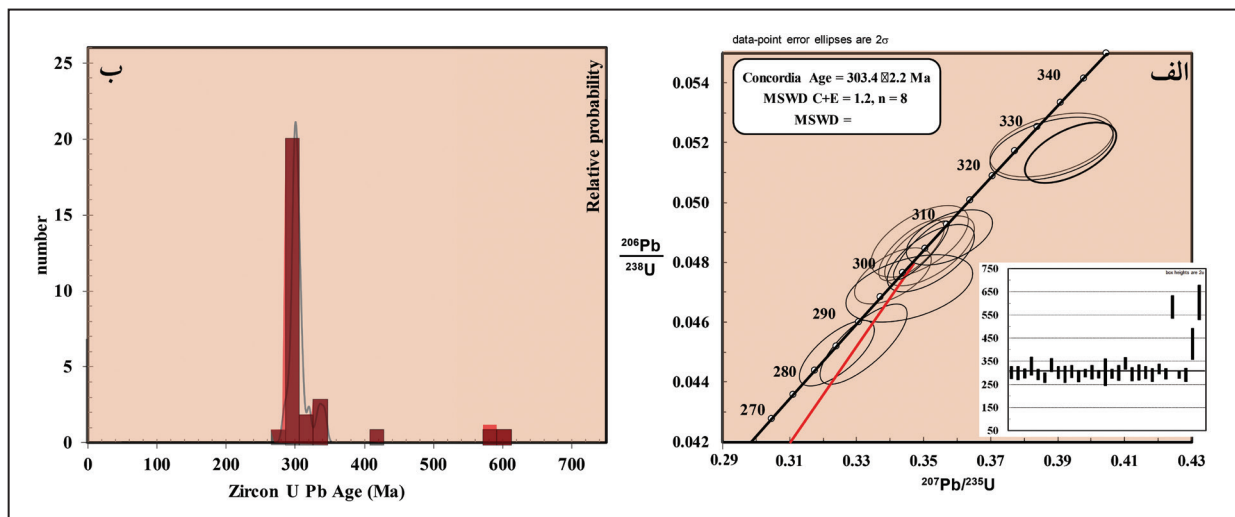 ب
25
20
15
10
5
0
number
Relative probability
0 100 200 300 400 500 600 700
Zircon U Pb Age (Ma)
data-point error ellipses are 2σ
الف
Concordia Age = 303.4 ± 2.2 Ma
MSWD C+E = 1.2, n = 8
MSWD =
0.054
0.052
0.050
0.048
0.046
0.044
0.042
206Pb
238U
340
330
320
310
300
290
280
270
0.29 0.31 0.33 0.35 0.37 0.39 0.41 0.43
207Pb/235U
box heights are 2s
750
650
550
450
350
250
150
50